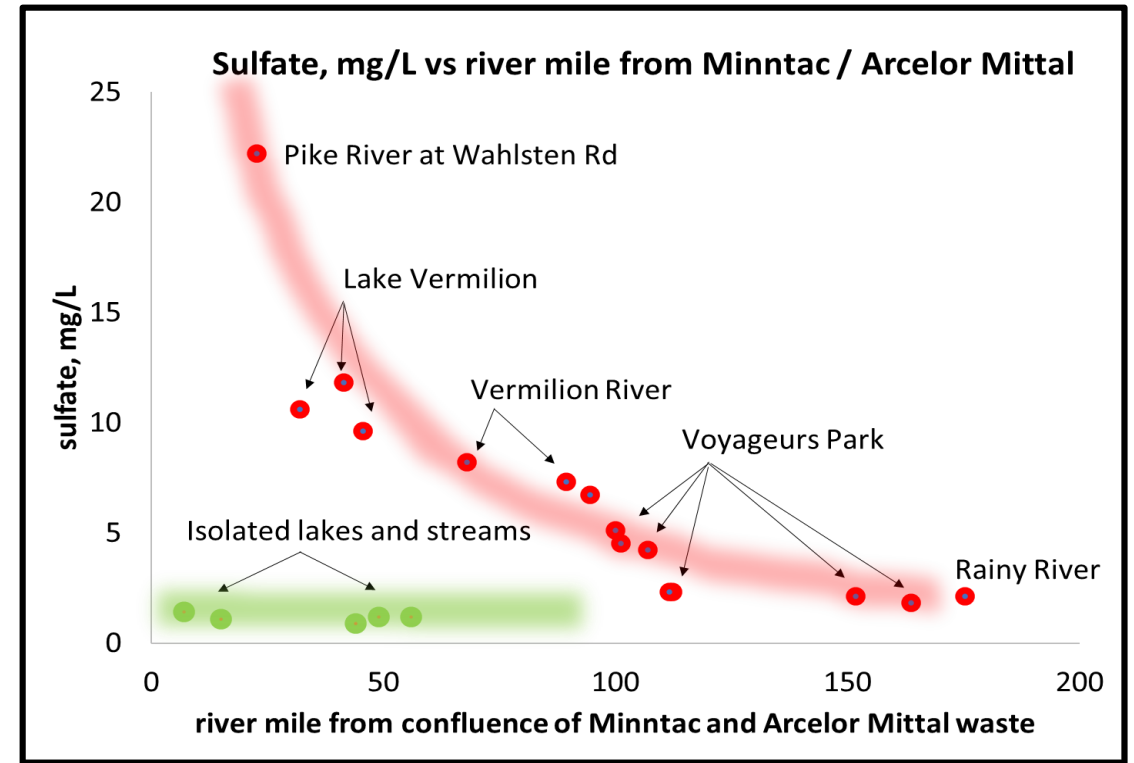 Sulfate, mg/L vs river mile from Minntac / Arcelor Mittal
25
Pike River at Wahlsten Rd
20
Lake Vermilion
15
sulfate, mg/L
Vermilion River
10
Voyageurs Park
Isolated lakes and streams
5
Rainy River
0
0 50 100 150 200
river mile from confluence of Minntac and Arcelor Mittal waste